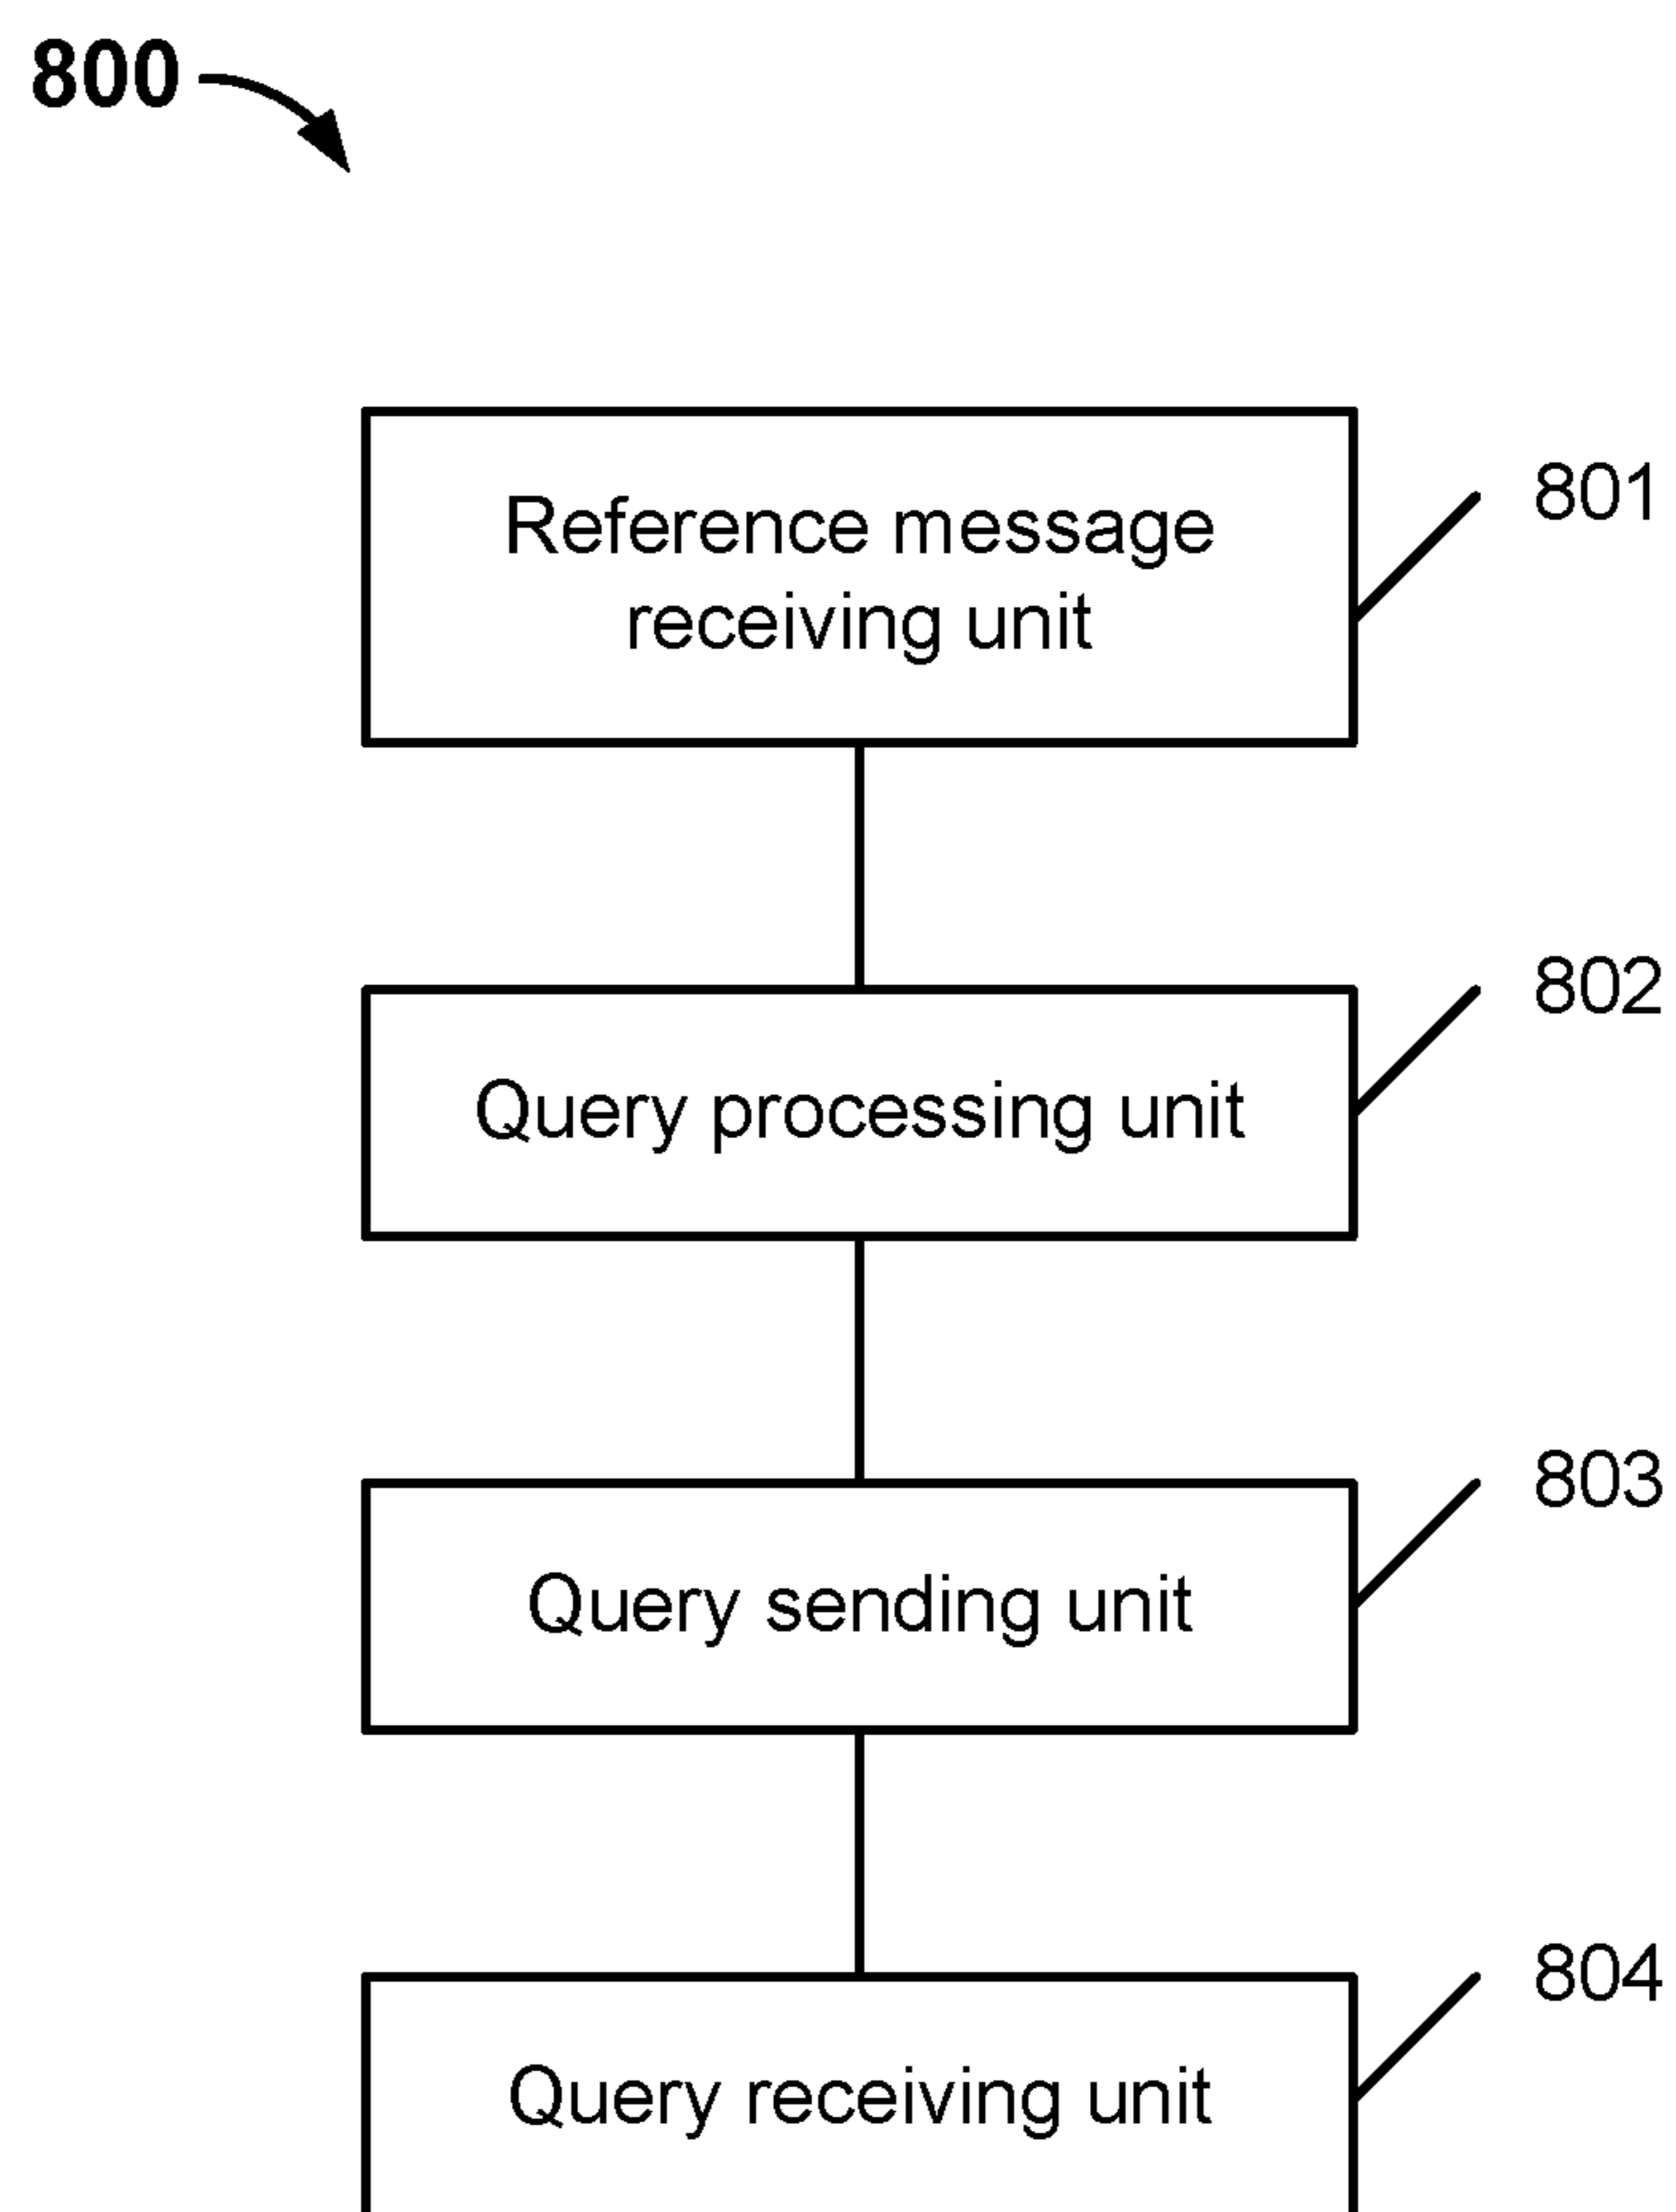 800
Reference message
receiving unit
801
Query processing unit
802
Query sending unit
803
Query receiving unit
804